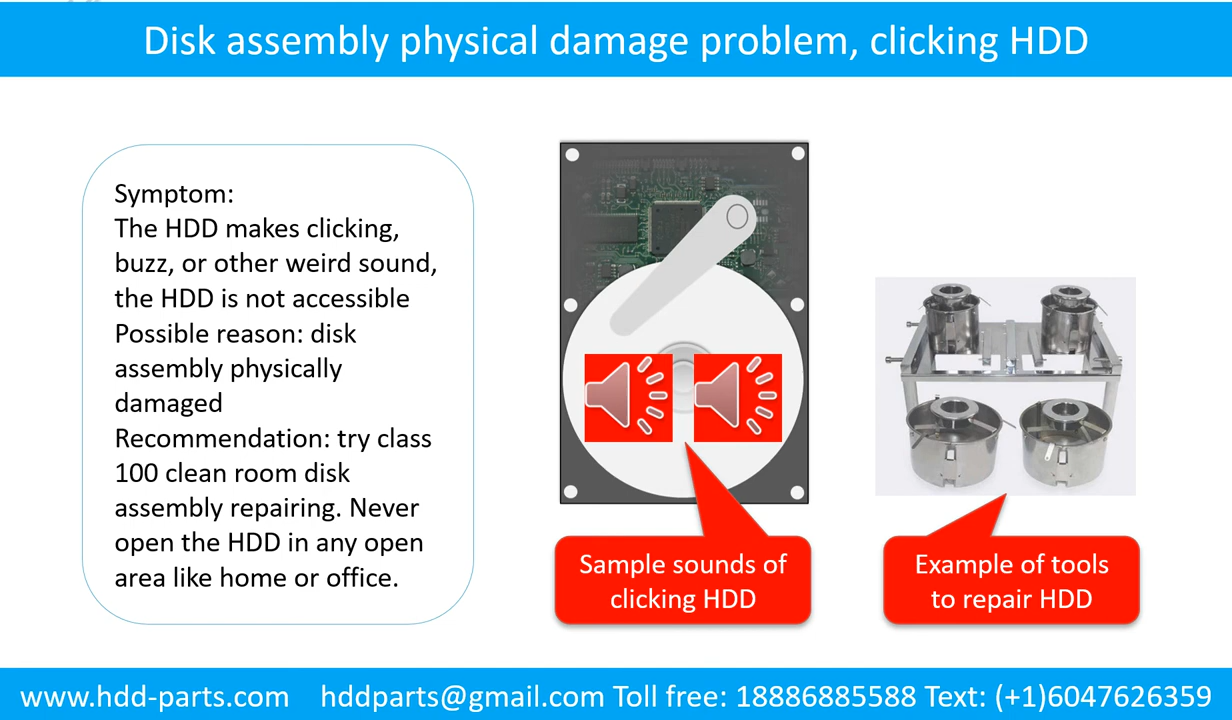 Disk assembly physical damage problem, clicking HDD
Symptom:
The HDD makes clicking,
buzz, or other weird sound,
the HDD is not accessible
Possible reason: disk
assembly physically
damaged
Recommendation: try class
100 clean room disk
assembly repairing. Never
open the HDD in any open
area like home or office.
Sample sounds of
clicking HDD
Example of tools
to repair HDD
www.hdd-parts.com hddparts@gmail.com Toll free: 18886885588 Text: (+1)6047626359